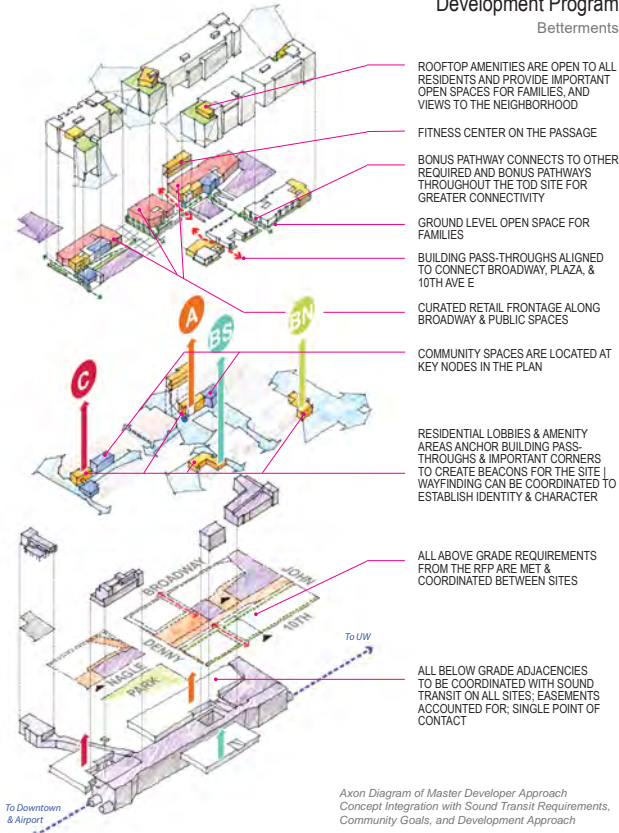 Development Program
Betterments
ROOFTOP AMENITIES ARE OPEN TO ALL
RESIDENTS AND PROVIDE IMPORTANT
OPEN SPACES FOR FAMILIES, AND
VIEWS TO THE NEIGHBORHOOD
FITNESS CENTER ON THE PASSAGE
BONUS PATHWAY CONNECTS TO OTHER
REQUIRED AND BONUS PATHWAYS
THROUGHOUT THE TOD SITE FOR
GREATER CONNECTIVITY
GROUND LEVEL OPEN SPACE FOR
FAMILIES
BUILDING PASS-THROUGHS ALIGNED
TO CONNECT BROADWAY, PLAZA, &
10TH AVE E
CURATED RETAIL FRONTAGE ALONG
BROADWAY & PUBLIC SPACES
COMMUNITY SPACES ARE LOCATED AT
KEY NODES IN THE PLAN
RESIDENTIAL LOBBIES & AMENITY
AREAS ANCHOR BUILDING PASS-
THROUGHS & IMPORTANT CORNERS
TO CREATE BEACONS FOR THE SITE |
WAYFINDING CAN BE COORDINATED TO
ESTABLISH IDENTITY & CHARACTER
ALL ABOVE GRADE REQUIREMENTS
FROM THE RFP ARE MET &
COORDINATED BETWEEN SITES
ALL BELOW GRADE ADJACENCIES
TO BE COORDINATED WITH SOUND
TRANSIT ON ALL SITES; EASEMENTS
ACCOUNTED FOR; SINGLE POINT OF
CONTACT
A
BS
BN
C
BROADWAY
JOHN
DENNY
10TH
NAGLE
PARK
To UW
To Downtown
& Airport
Axon Diagram of Master Developer Approach
Concept Integration with Sound Transit Requirements,
Community Goals, and Development Approach